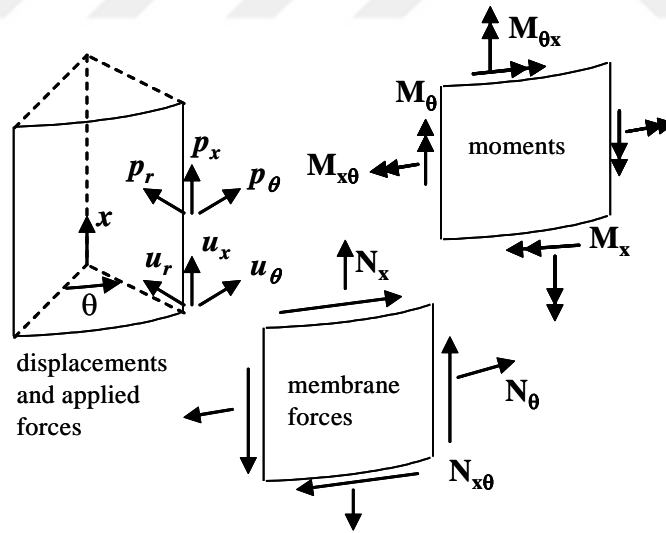 M_θx
M_θ
p_x
moments
p_r
p_θ
M_xθ
x
u_x
M_x
u_r
u_θ
N_x
θ
displacements
and applied
forces
membrane
forces
N_θ
N_xθ